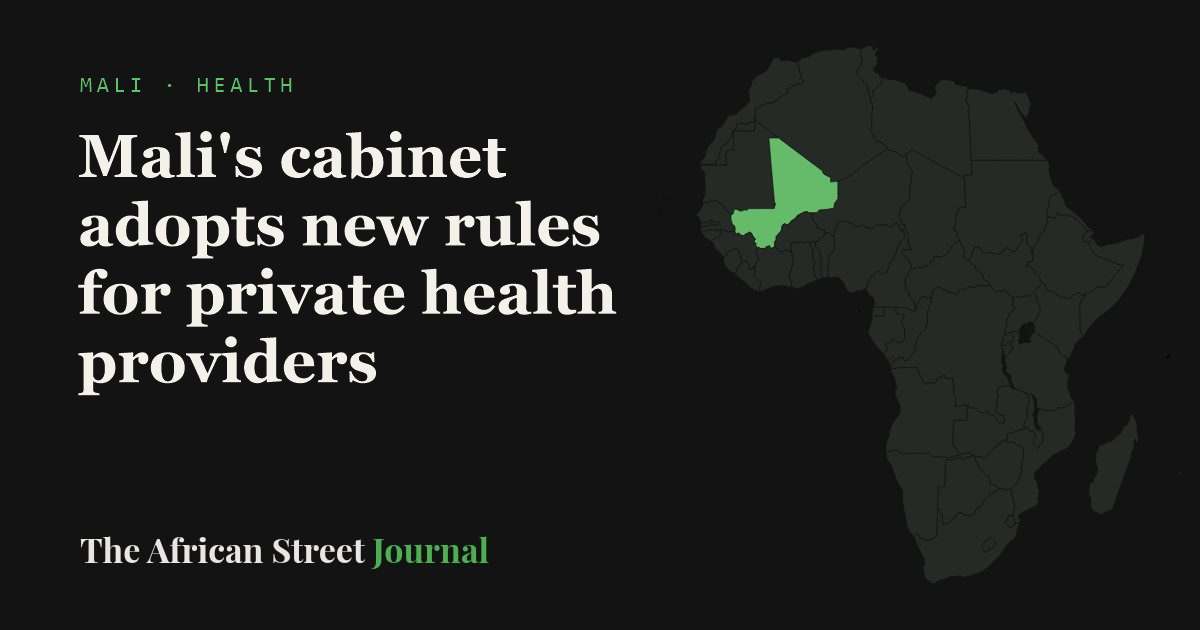 MALI · HEALTH
Mali's cabinet
adopts new rules
for private health
providers
The African Street Journal